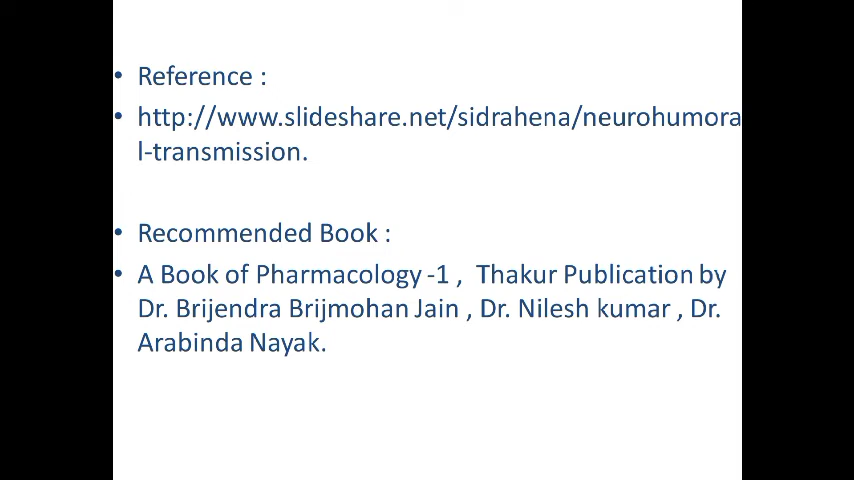 • Reference :
• http://www.slideshare.net/sidrahena/neurohumora
l-transmission.
• Recommended Book :
• A Book of Pharmacology -1 ,  Thakur Publication by
Dr. Brijendra Brijmohan Jain , Dr. Nilesh kumar , Dr.
Arabinda Nayak.